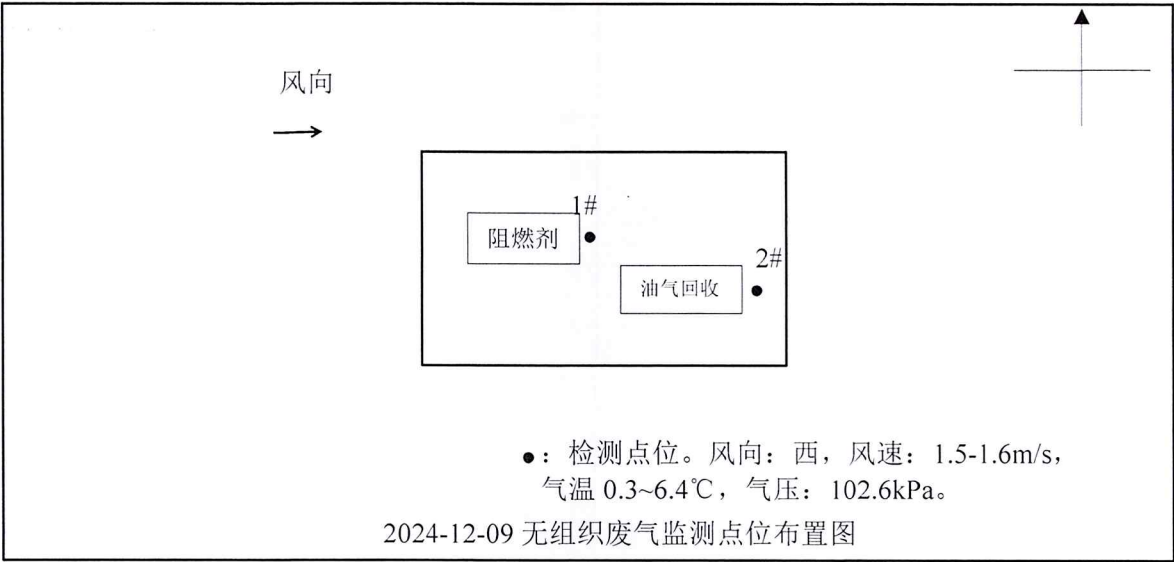 风向
1#
阻燃剂
2#
油气回收
●：检测点位。风向：西，风速：1.5-1.6m/s，
气温 0.3~6.4℃，气压：102.6kPa。
2024-12-09 无组织废气监测点位布置图